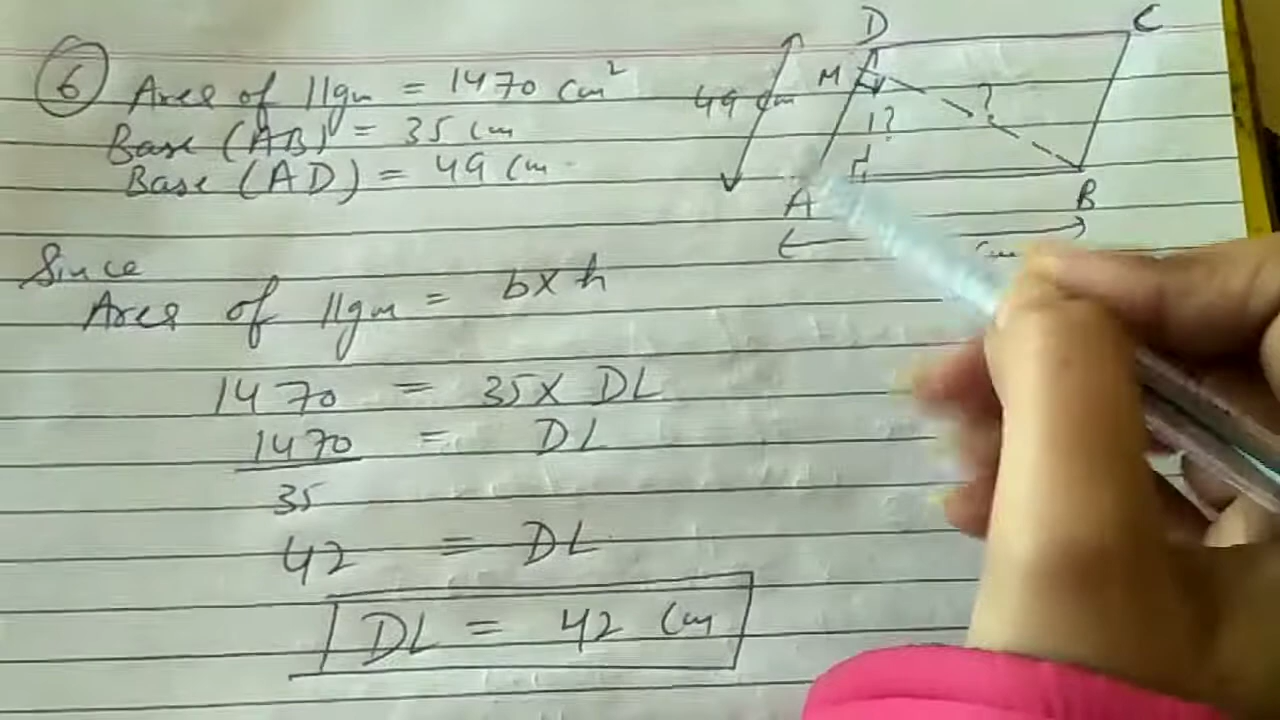 6 Area of ||gm = 1470 cm²
Base (AB) = 35 cm
Base (AD) = 49 cm
D
C
M
49 cm
?
?
A
B
cm
Since
Area of ||gm = b x h
1470 = 35 x DL
1470 = DL
35
42 = DL
DL = 42 cm